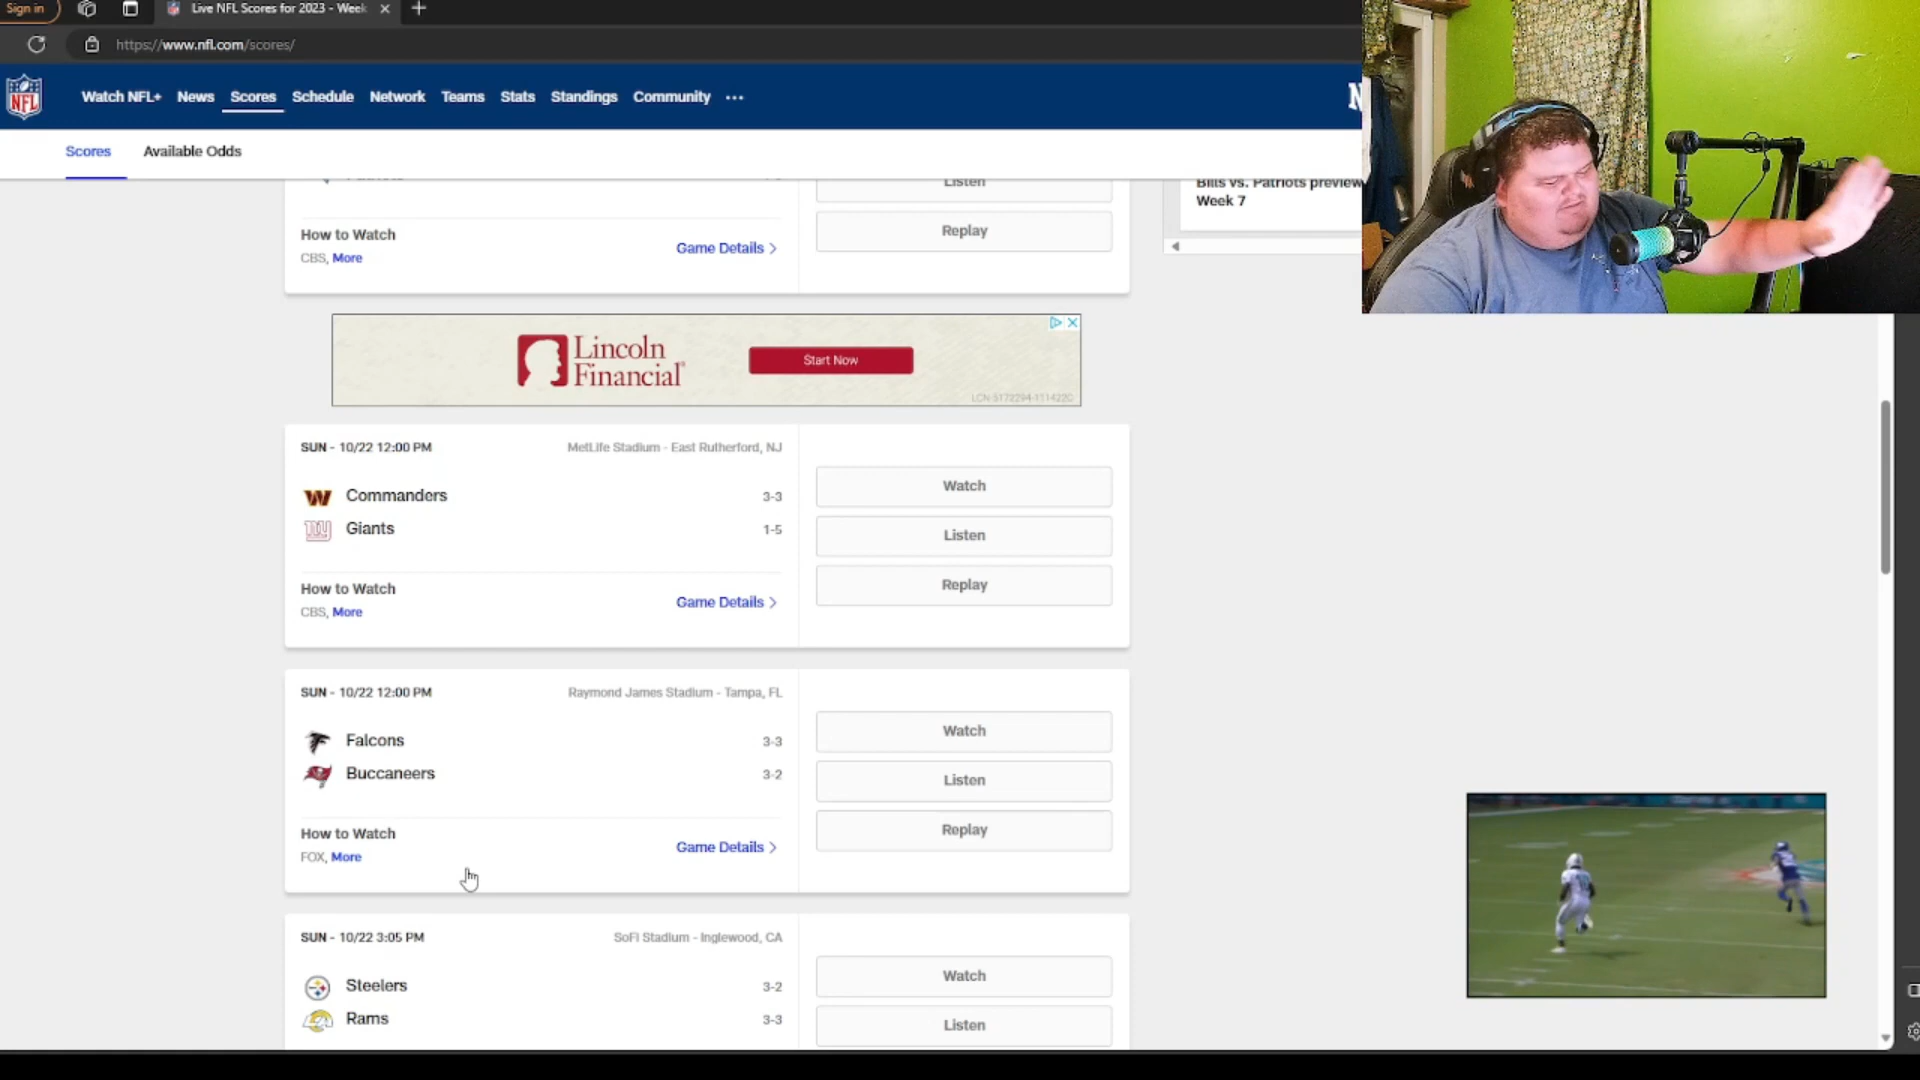 Sign in
Live NFL Scores for 2023 - Week
https://www.nfl.com/scores/
NFL
Watch NFL+ News Scores Schedule Network Teams Stats Standings Community ...
Scores Available Odds
Listen
Replay
How to Watch
CBS, More
Game Details >
Bills vs. Patriots preview
Week 7
Lincoln
Financial
Start Now
LCN-5172294-111422C
SUN - 10/22 12:00 PM MetLife Stadium - East Rutherford, NJ
Commanders 3-3
Giants 1-5
How to Watch
CBS, More
Game Details >
Watch
Listen
Replay
SUN - 10/22 12:00 PM Raymond James Stadium - Tampa, FL
Falcons 3-3
Buccaneers 3-2
How to Watch
FOX, More
Game Details >
Watch
Listen
Replay
SUN - 10/22 3:05 PM SoFi Stadium - Inglewood, CA
Steelers 3-2
Rams 3-3
Watch
Listen